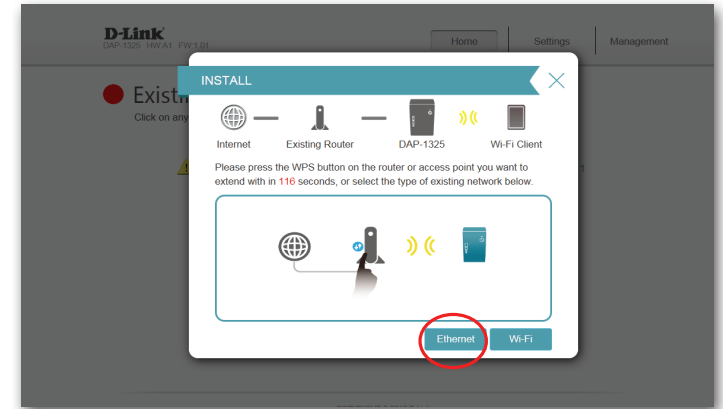 D-Link
DAP-1325 HW:A1 FW:1.01
Home
Settings
Management
Click on any
INSTALL
Internet
Existing Router
DAP-1325
Wi-Fi Client
Please press the WPS button on the router or access point you want to
extend with in 116 seconds, or select the type of existing network below.
Ethernet
Wi-Fi